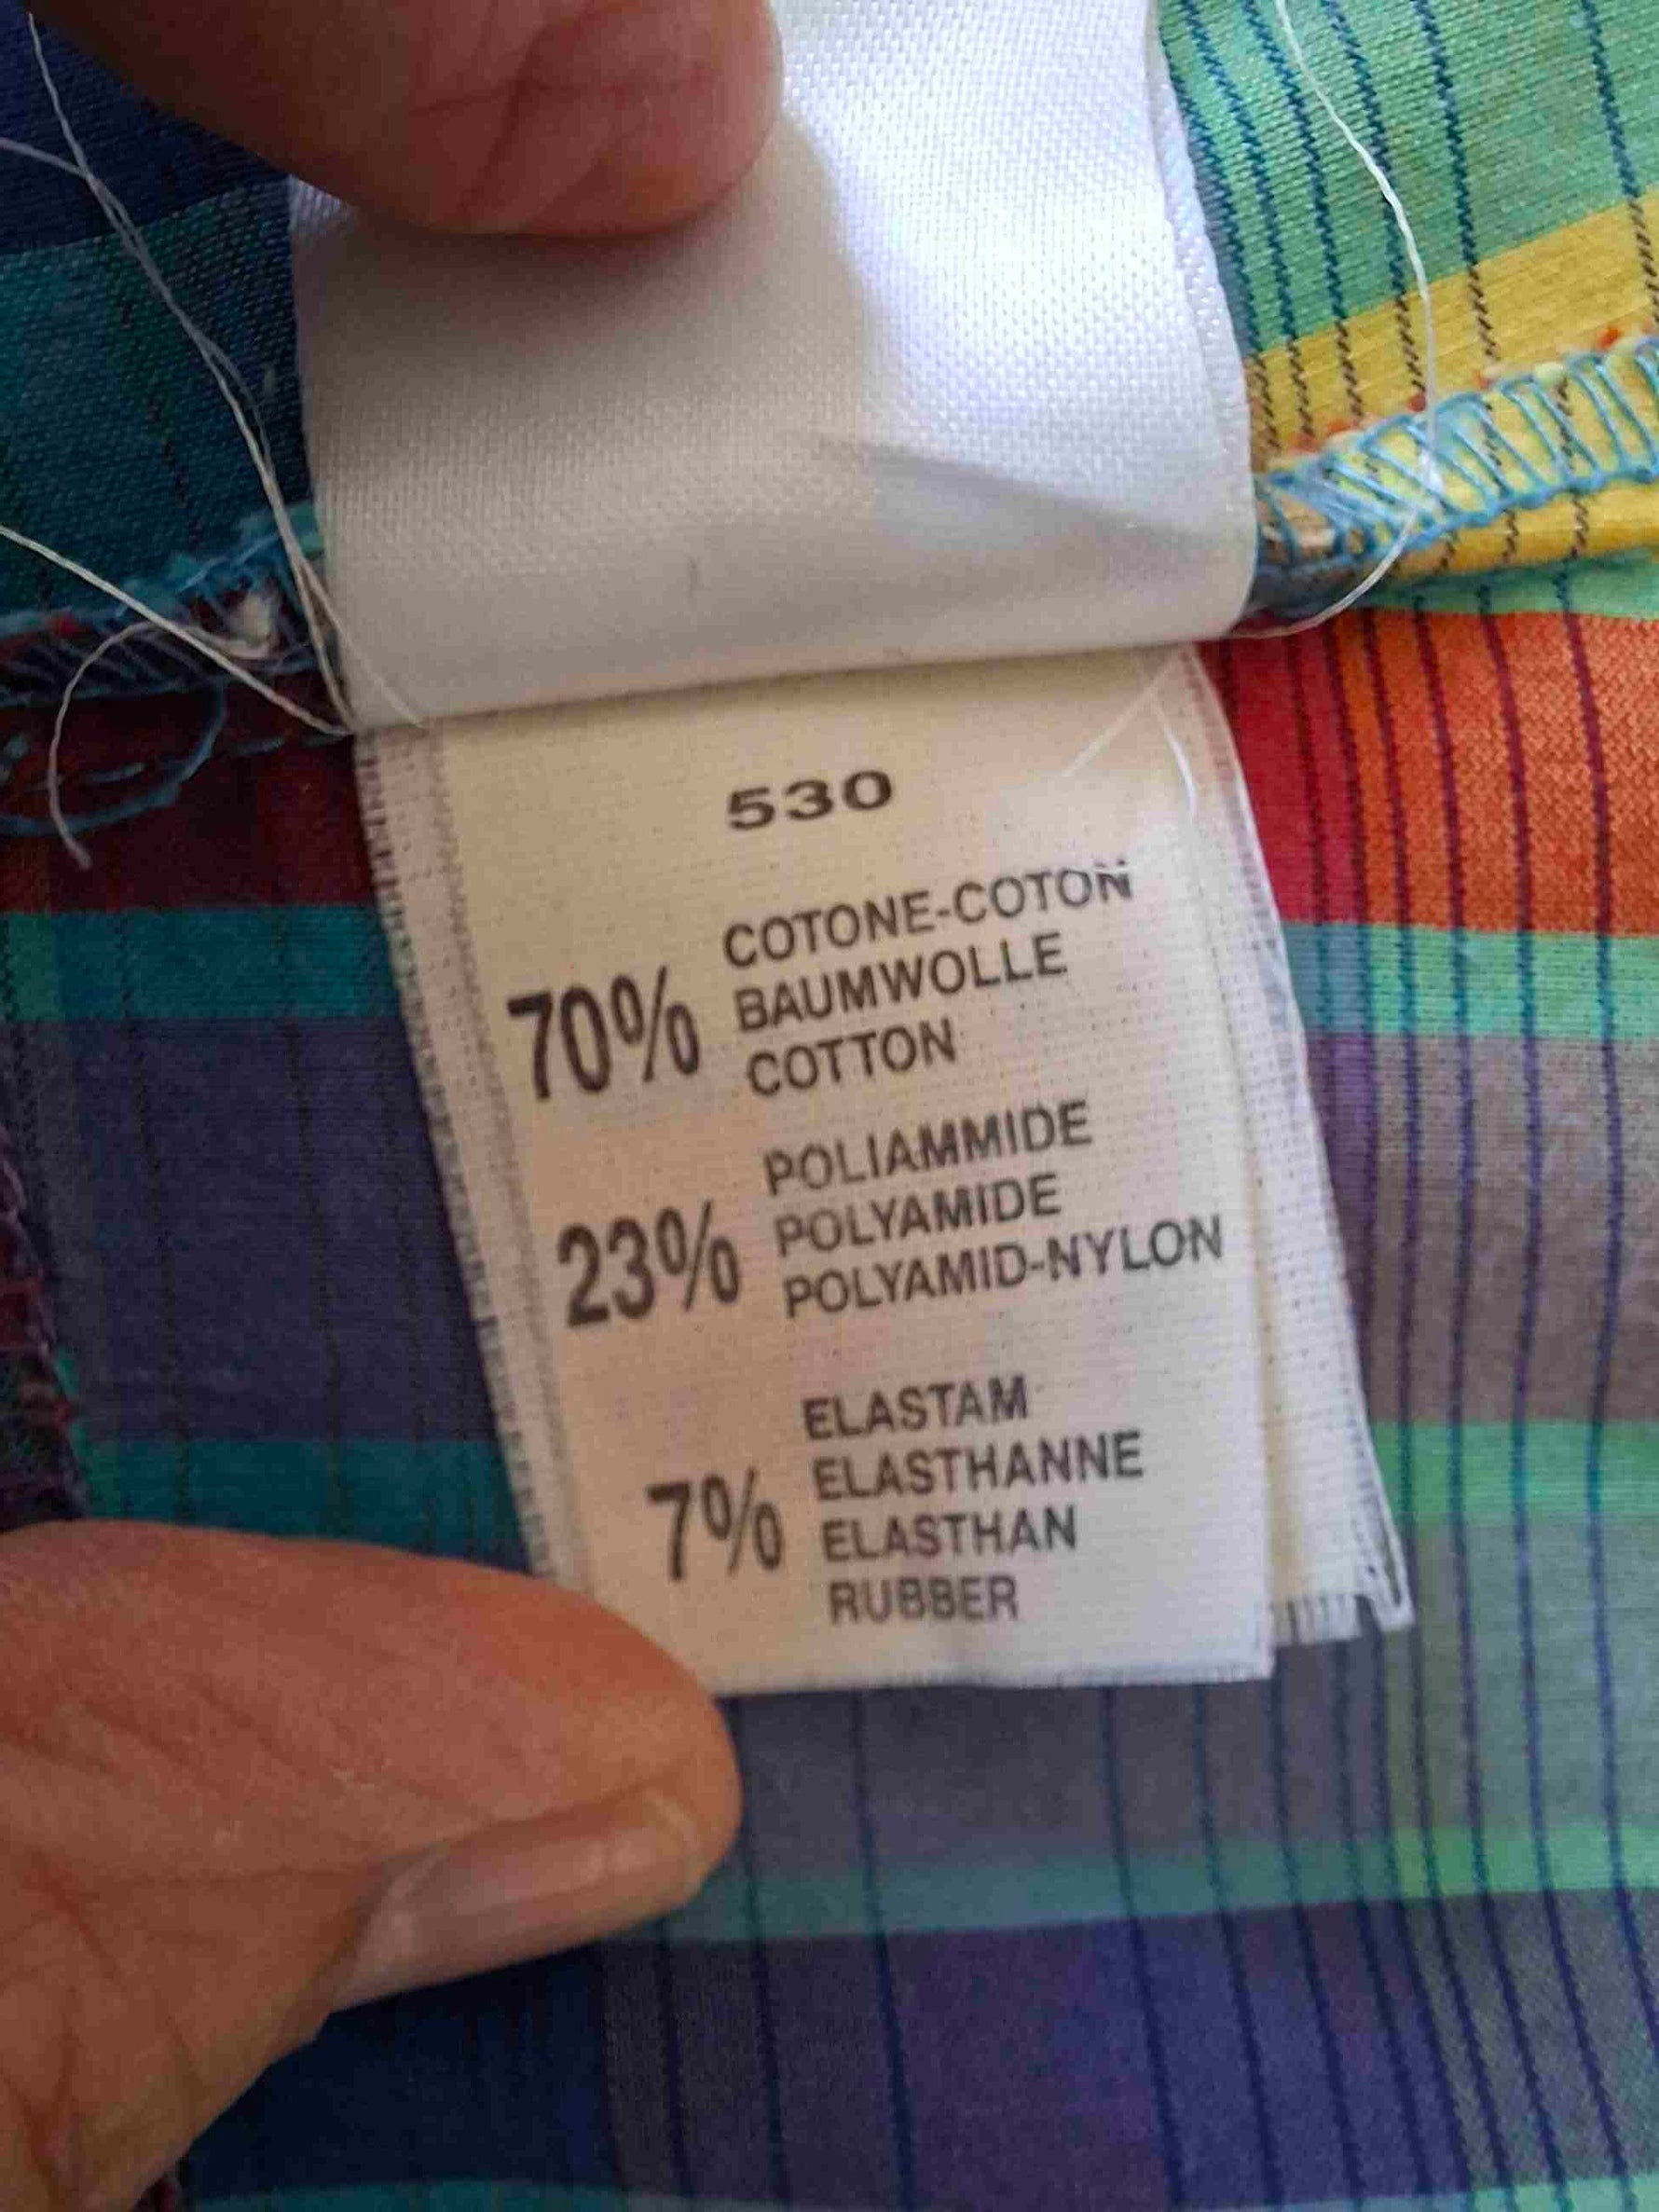 530
70% COTONE-COTON
BAUMWOLLE
COTTON
23% POLIAMMIDE
POLYAMIDE
POLYAMID-NYLON
7% ELASTAM
ELASTHANNE
ELASTHAN
RUBBER